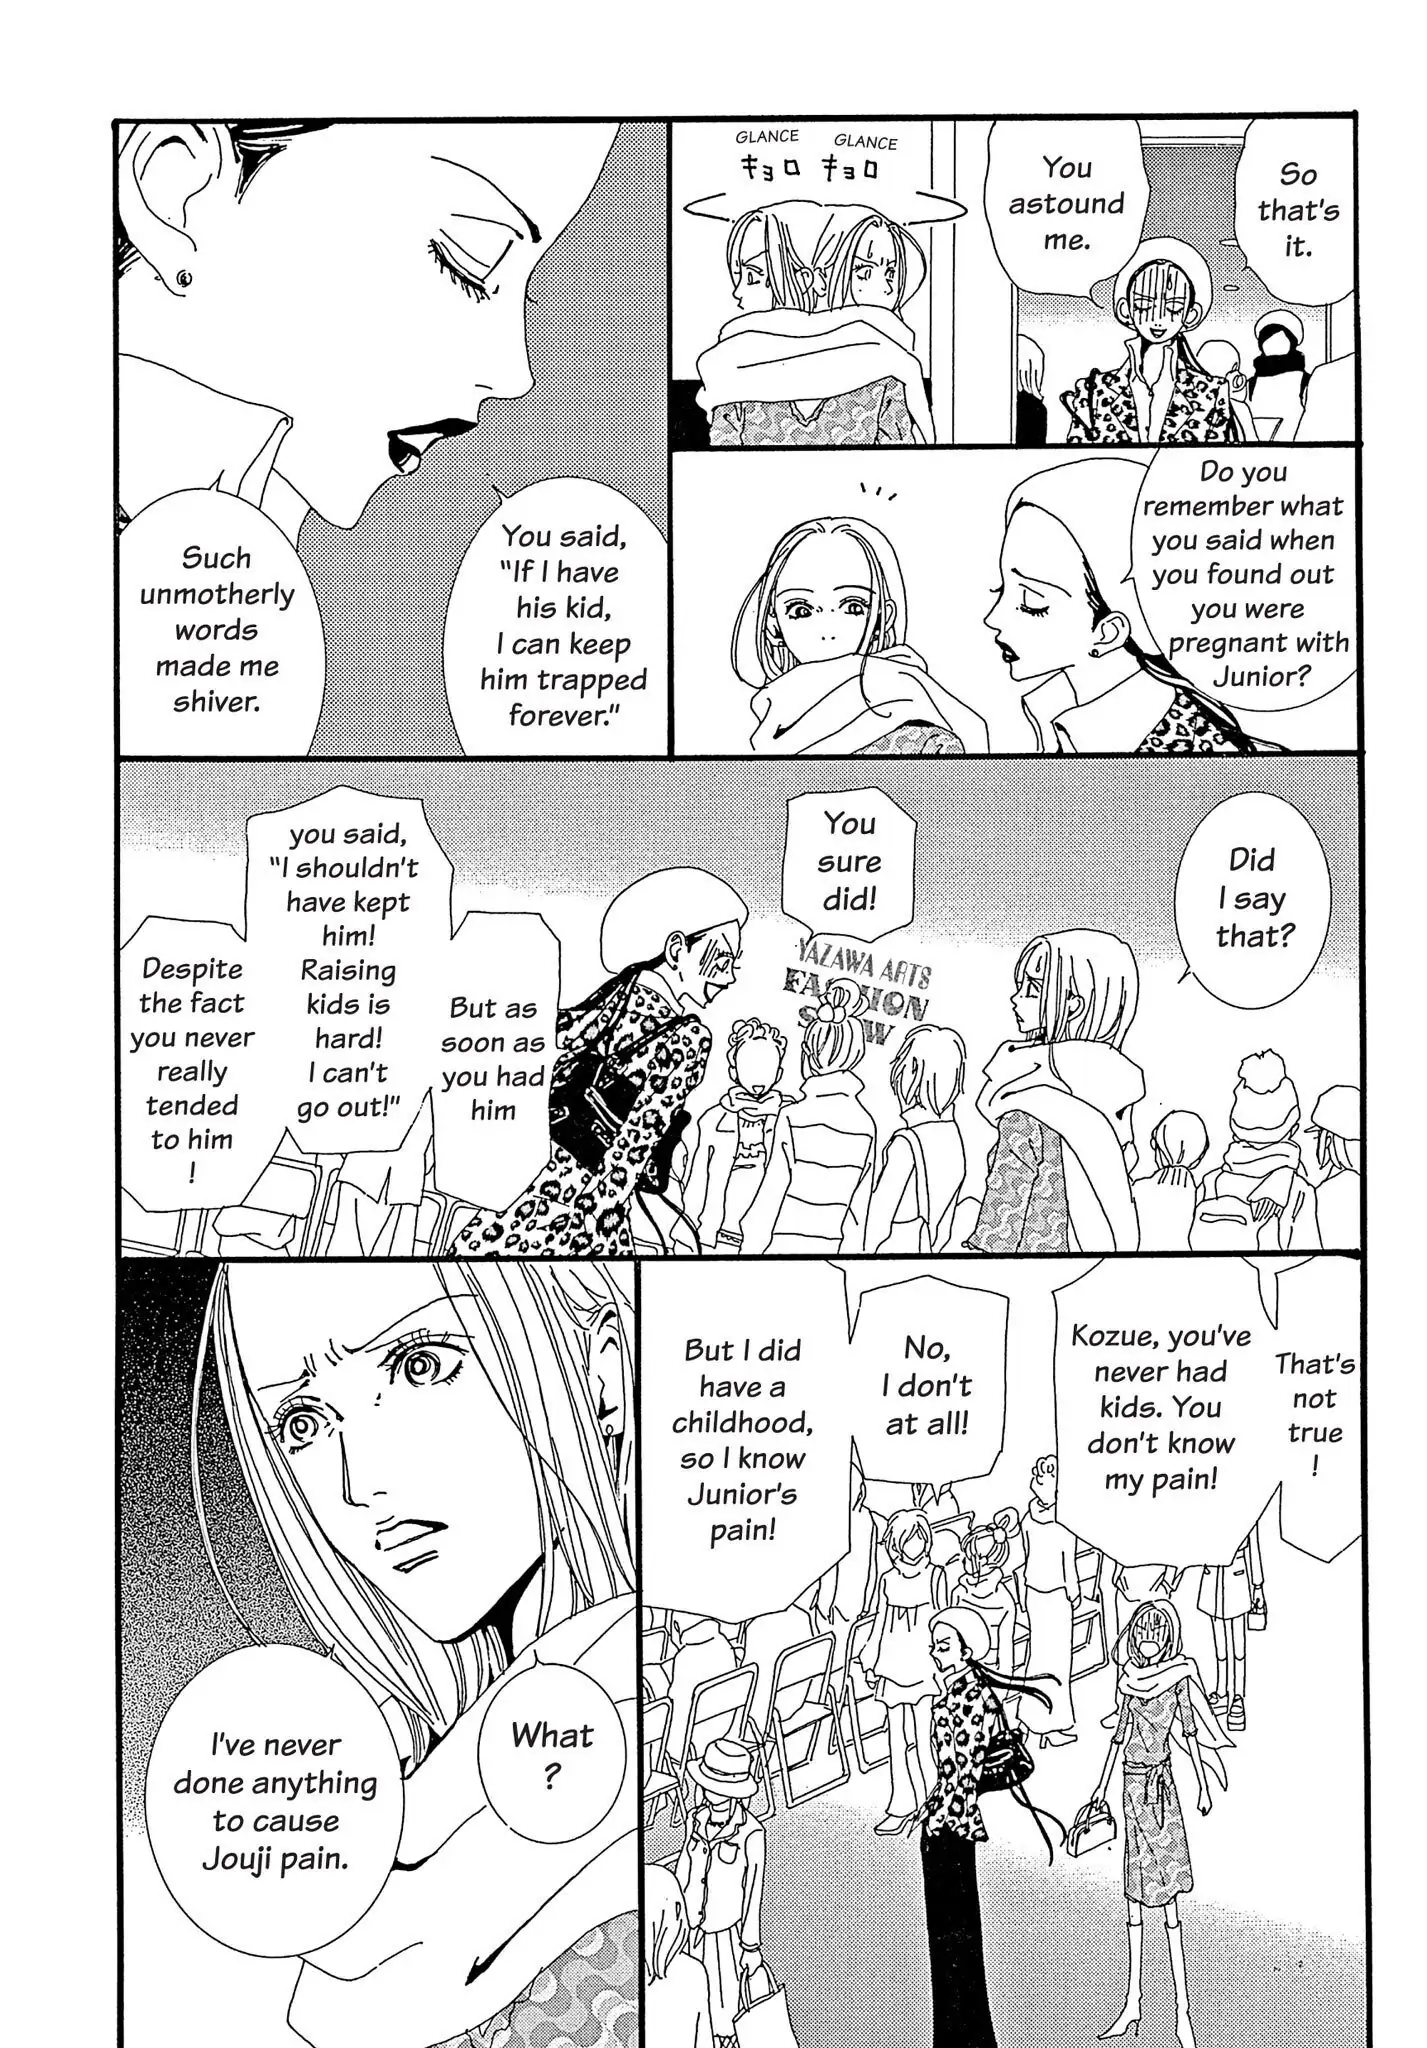 So
that's
it.
You
astound
me.
GLANCE
キョロ
GLANCE
キョロ
Do you
remember what
you said when
you found out
you were
pregnant with
Junior?
You said,
"If I have
his kid,
I can keep
him trapped
forever."
Such
unmotherly
words
made me
shiver.
Did
I say
that?
You
sure
did!
YAZAWA ARTS
FASHION
SHOW
But as
soon as
you had
him
you said,
"I shouldn't
have kept
him!
Raising
kids is
hard!
I can't
go out!"
Despite
the fact
you never
really
tended
to him
!
That's
not
true
!
Kozue, you've
never had
kids. You
don't know
my pain!
No,
I don't
at all!
But I did
have a
childhood,
so I know
Junior's
pain!
What
?
I've never
done anything
to cause
Jouji pain.